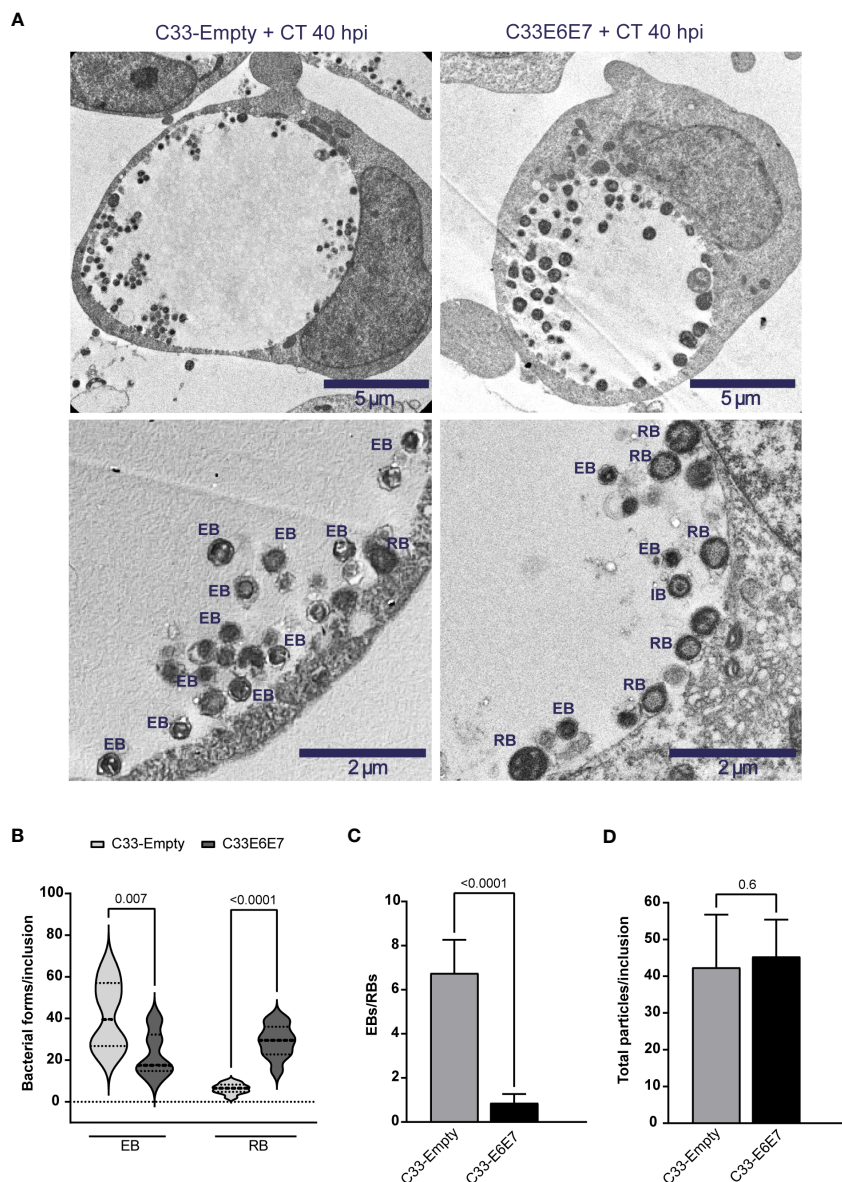 A
C33-Empty + CT 40 hpi
C33E6E7 + CT 40 hpi
5 µm
5 µm
EB
EB
EB
EB
RB
EB
EB
EB
EB
EB
EB
EB
2 µm
RB
RB
EB
RB
EB
IB
RB
RB
EB
RB
2 µm
B
C33-Empty
C33E6E7
Bacterial forms/inclusion
100
80
60
40
20
0
0.007
<0.0001
EB
RB
C
EBs/RBs
10
8
6
4
2
0
<0.0001
C33-Empty
C33-E6E7
D
Total particles/inclusion
60
50
40
30
20
10
0
0.6
C33-Empty
C33-E6E7